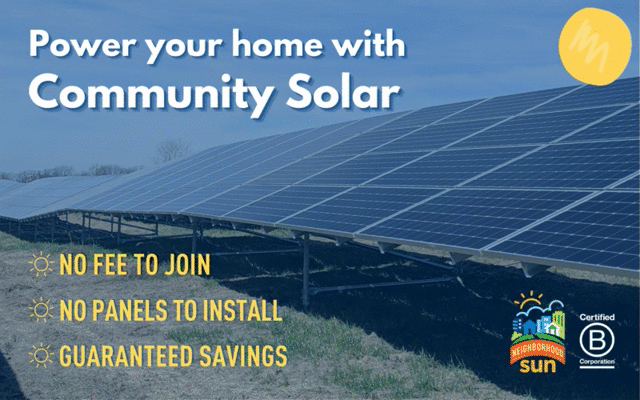 Power your home with
Community Solar
NO FEE TO JOIN
NO PANELS TO INSTALL
GUARANTEED SAVINGS
NEIGHBORHOOD
sun
Certified
B
Corporation